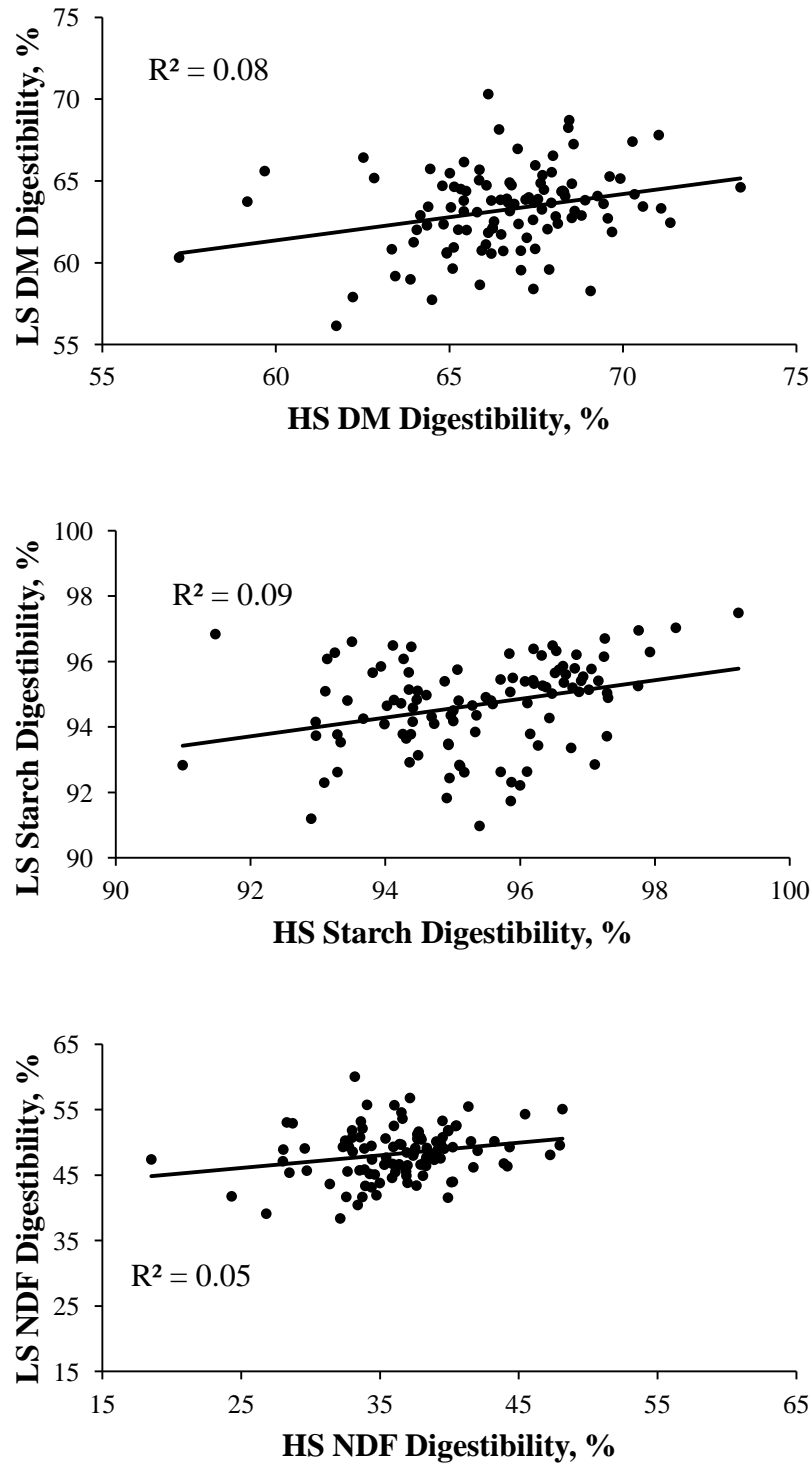 75
R² = 0.08
70
65
60
55
LS DM Digestibility, %
55 60 65 70 75
HS DM Digestibility, %
100
98
R² = 0.09
96
94
92
90
LS Starch Digestibility, %
90 92 94 96 98 100
HS Starch Digestibility, %
65
55
45
35
R² = 0.05
25
15
LS NDF Digestibility, %
15 25 35 45 55 65
HS NDF Digestibility, %